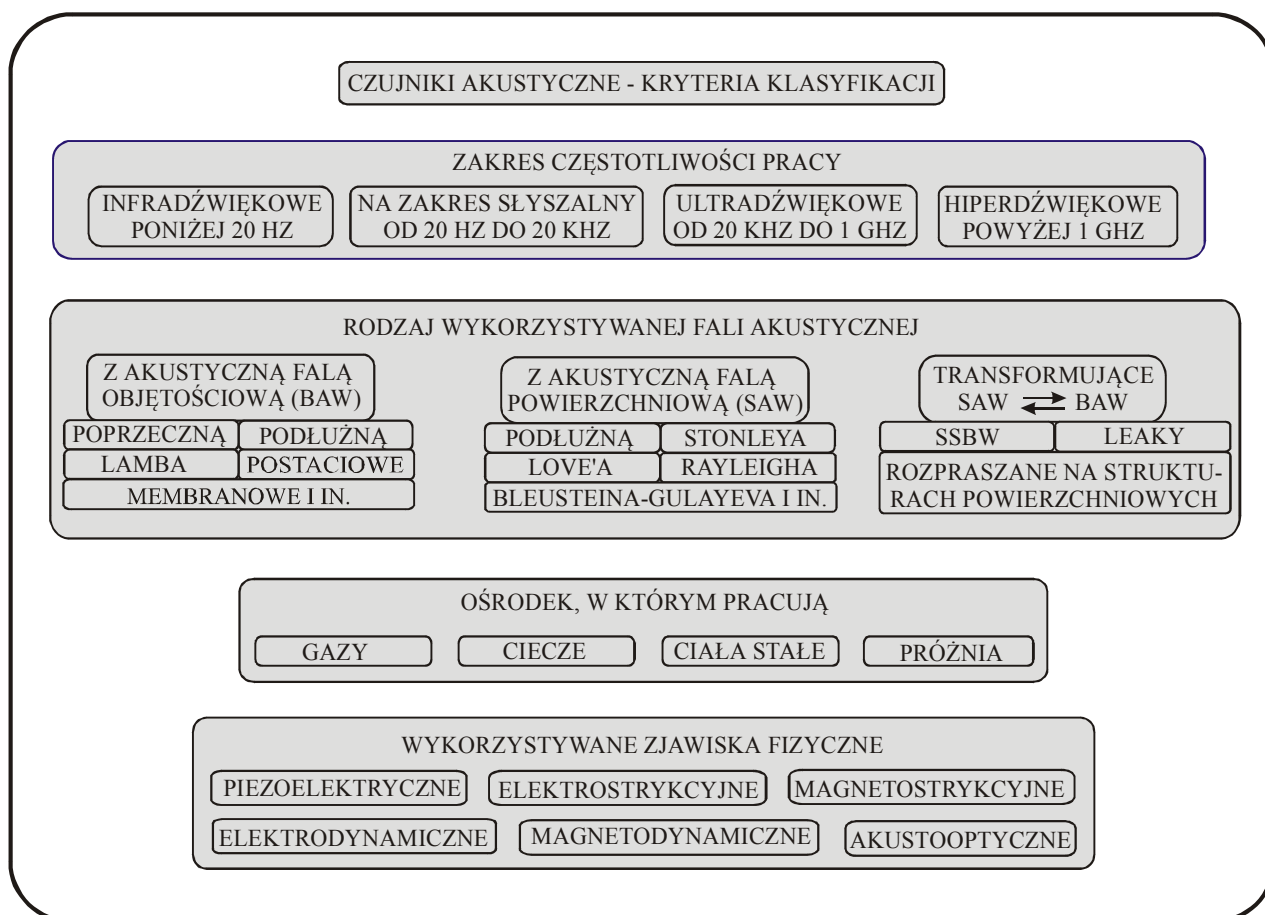 CZUJNIKI AKUSTYCZNE - KRYTERIA KLASYFIKACJI
ZAKRES CZĘSTOTLIWOŚCI PRACY
INFRADŹWIĘKOWE
PONIŻEJ 20 HZ
NA ZAKRES SŁYSZALNY
OD 20 HZ DO 20 KHZ
ULTRADŹWIĘKOWE
OD 20 KHZ DO 1 GHZ
HIPERDŹWIĘKOWE
POWYŻEJ 1 GHZ
RODZAJ WYKORZYSTYWANEJ FALI AKUSTYCZNEJ
Z AKUSTYCZNĄ FALĄ
OBJĘTOŚCIOWĄ (BAW)
POPRZECZNĄ
PODŁUŻNĄ
LAMBA
POSTACIOWE
MEMBRANOWE I IN.
Z AKUSTYCZNĄ FALĄ
POWIERZCHNIOWĄ (SAW)
PODŁUŻNĄ
STONLEYA
LOVE'A
RAYLEIGHA
BLEUSTEINA-GULAYEVA I IN.
TRANSFORMUJĄCE
SAW BAW
SSBW
LEAKY
ROZPRASZANE NA STRUKTU-
RACH POWIERZCHNIOWYCH
OŚRODEK, W KTÓRYM PRACUJĄ
GAZY
CIECZE
CIAŁA STAŁE
PRÓŻNIA
WYKORZYSTYWANE ZJAWISKA FIZYCZNE
PIEZOELEKTRYCZNE
ELEKTROSTRYKCYJNE
MAGNETOSTRYKCYJNE
ELEKTRODYNAMICZNE
MAGNETODYNAMICZNE
AKUSTOOPTYCZNE